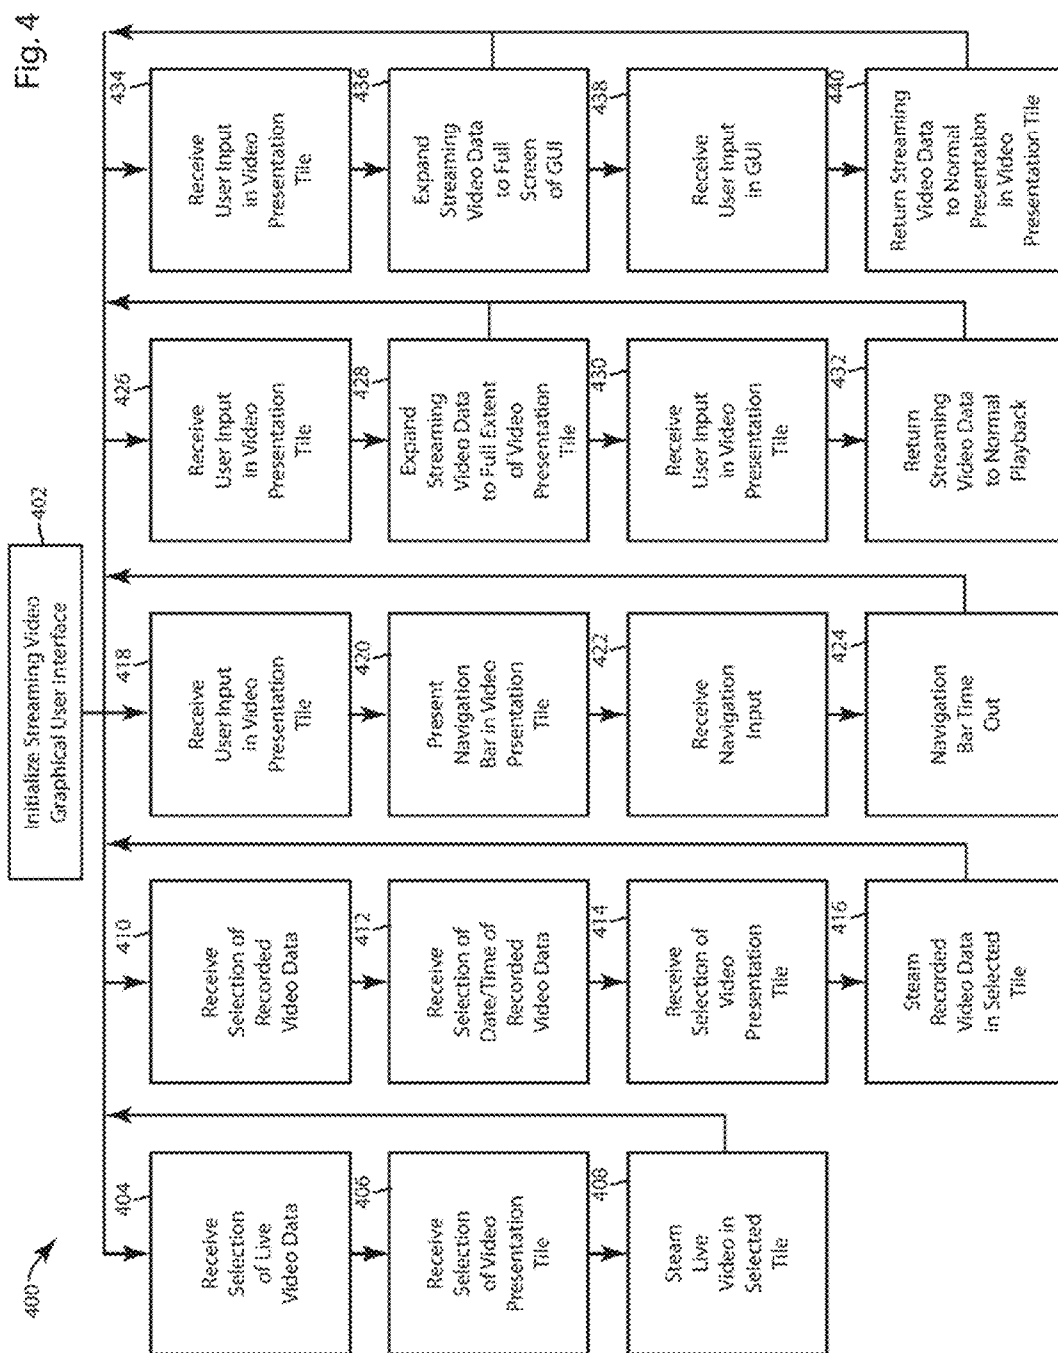 Fig. 4
400
Initialize Streaming Video
Graphical User Interface
402
404
Receive
Selection
of Live
Video Data
406
Receive
Selection
of Video
Presentation
Tile
408
Steam
Live
Video in
Selected
Tile
410
Receive
Selection of
Recorded
Video Data
412
Receive
Selection of
Date/Time of
Recorded
Video Data
414
Receive
Selection of
Video
Presentation
Tile
416
Steam
Recorded
Video Data
in Selected
Tile
418
Receive
User Input
in Video
Presentation
Tile
420
Present
Navigation
Bar in Video
Prsentation
Tile
422
Receive
Navigation
Input
424
Navigation
Bar Time
Out
426
Receive
User Input
in Video
Presentation
Tile
428
Expand
Streaming
Video Data
to Full Extent
of Video
Presentation
Tile
430
Receive
User Input
in Video
Presentation
Tile
432
Return
Streaming
Video Data
to Normal
Playback
434
Receive
User Input
in Video
Presentation
Tile
436
Expand
Streaming
Video Data
to Full
Screen
of GUI
438
Receive
User Input
in GUI
440
Return Streaming
Video Data
to Normal
Presentation
in Video
Presentation Tile